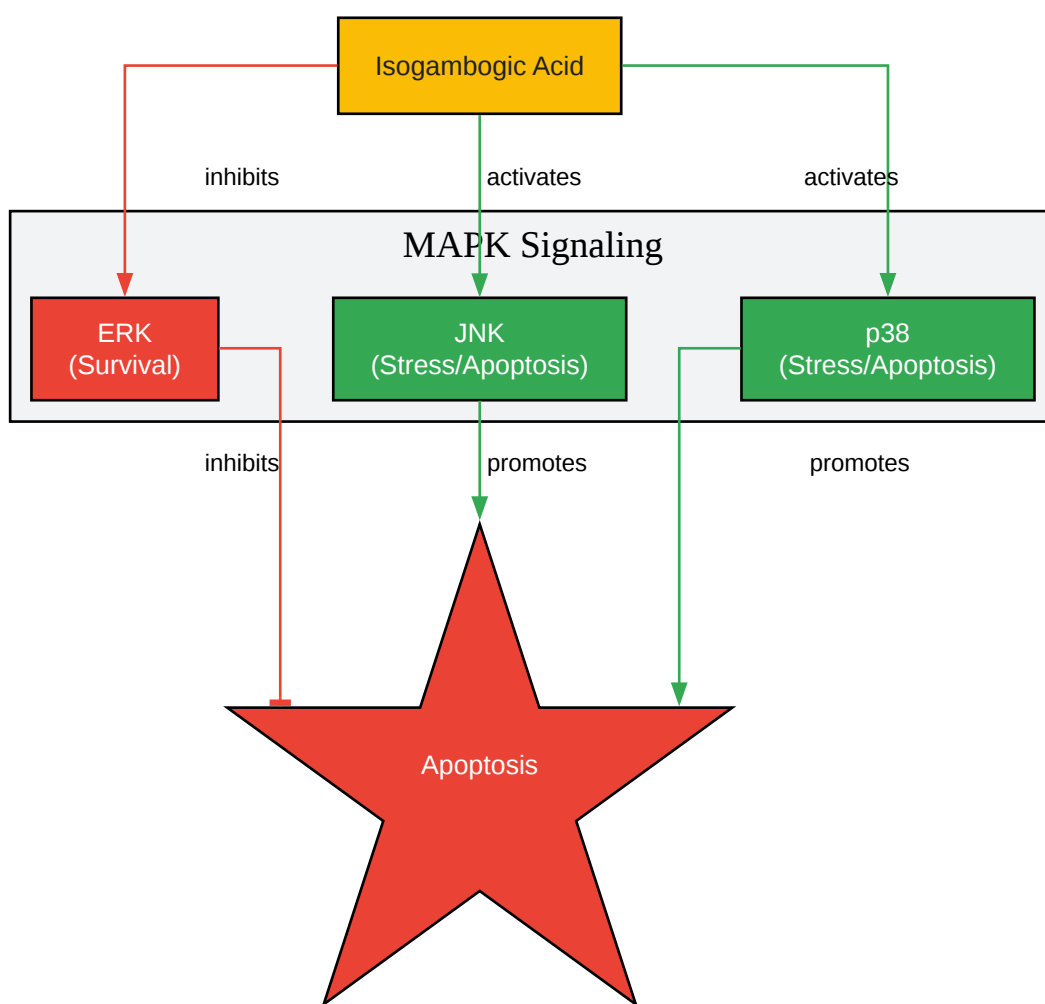 Isogambogic Acid
inhibits
activates
activates
MAPK Signaling
ERK
(Survival)
JNK
(Stress/Apoptosis)
p38
(Stress/Apoptosis)
inhibits
promotes
promotes
Apoptosis